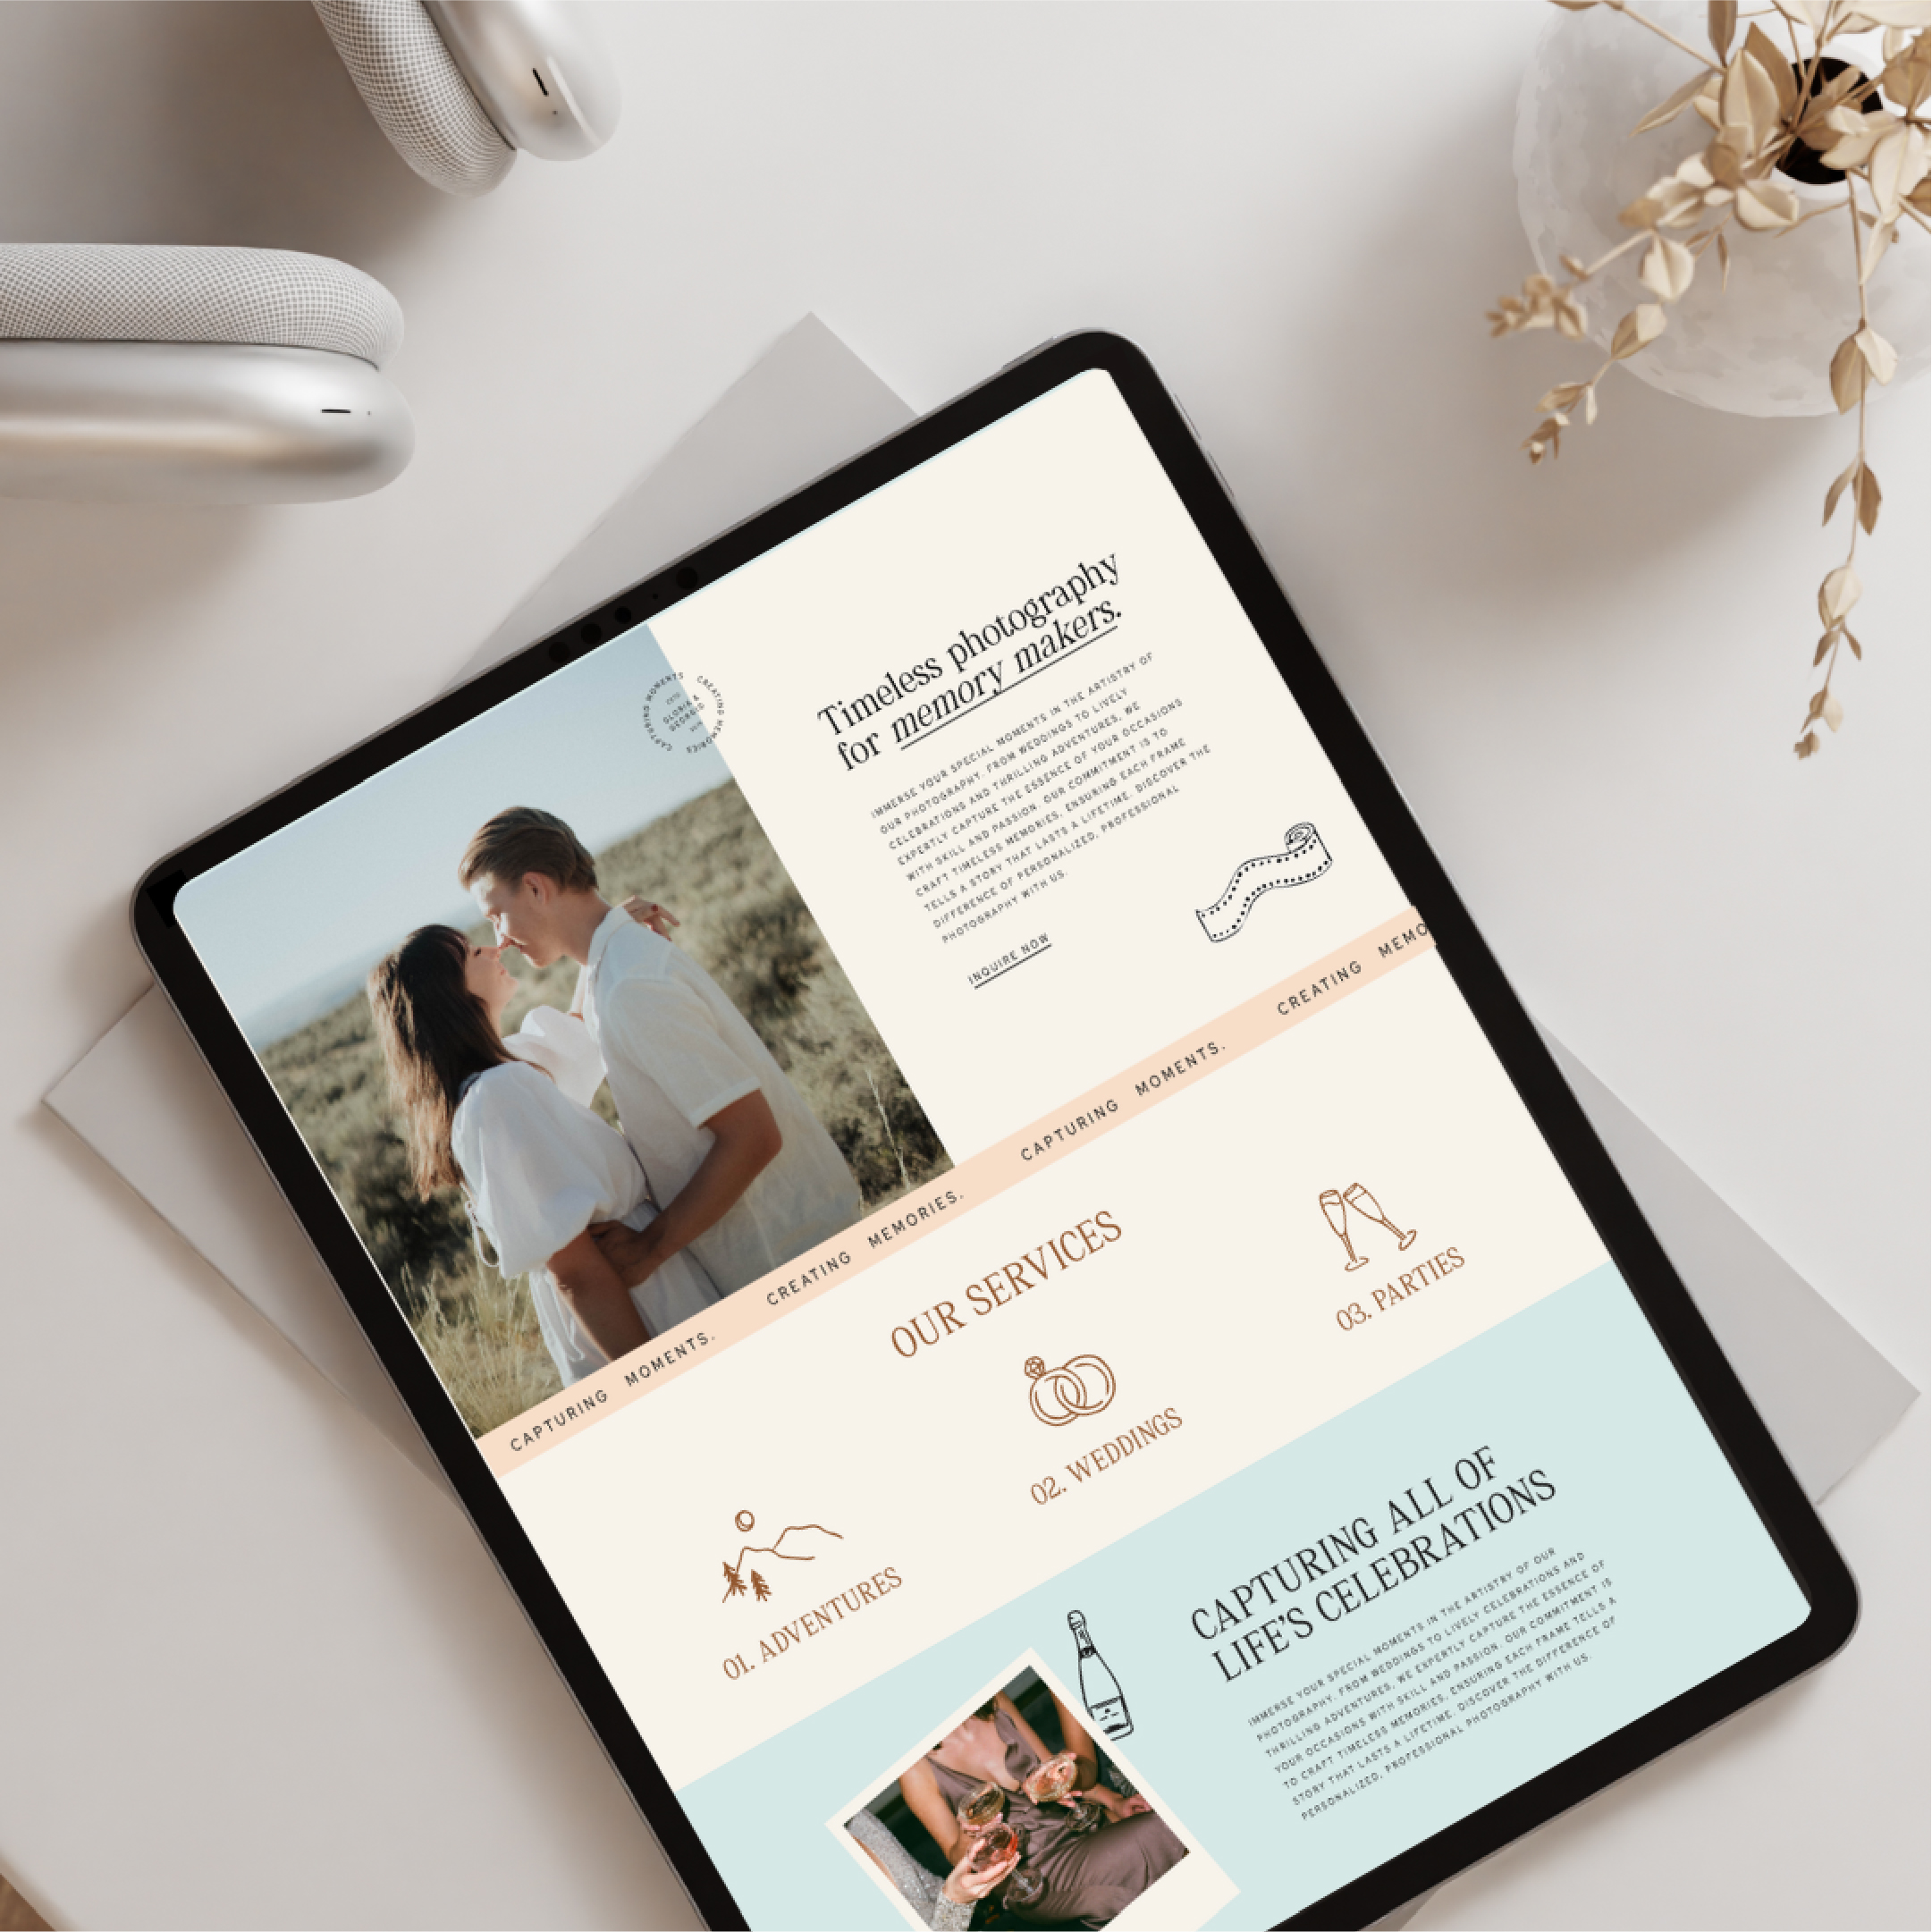 CAPTURING MOMENTS CREATING MEMORIES
GLORIA &
GEORGIO
Timeless photography
for memory makers.
IMMERSE YOUR SPECIAL MOMENTS IN THE ARTISTRY OF
OUR PHOTOGRAPHY. FROM WEDDINGS TO LIVELY
CELEBRATIONS AND THRILLING ADVENTURES, WE
EXPERTLY CAPTURE THE ESSENCE OF YOUR OCCASIONS
WITH SKILL AND PASSION. OUR COMMITMENT IS TO
CRAFT TIMELESS MEMORIES, ENSURING EACH FRAME
TELLS A STORY THAT LASTS A LIFETIME. DISCOVER THE
DIFFERENCE OF PERSONALIZED, PROFESSIONAL
PHOTOGRAPHY WITH US.
INQUIRE NOW
CAPTURING MOMENTS. CREATING MEMORIES. CAPTURING MOMENTS. CREATING MEMO
OUR SERVICES
01. ADVENTURES
02. WEDDINGS
03. PARTIES
CAPTURING ALL OF
LIFE'S CELEBRATIONS
IMMERSE YOUR SPECIAL MOMENTS IN THE ARTISTRY OF OUR
PHOTOGRAPHY. FROM WEDDINGS TO LIVELY CELEBRATIONS AND
THRILLING ADVENTURES, WE EXPERTLY CAPTURE THE ESSENCE OF
YOUR OCCASIONS WITH SKILL AND PASSION. OUR COMMITMENT IS
TO CRAFT TIMELESS MEMORIES, ENSURING EACH FRAME TELLS A
STORY THAT LASTS A LIFETIME. DISCOVER THE DIFFERENCE OF
PERSONALIZED, PROFESSIONAL PHOTOGRAPHY WITH US.